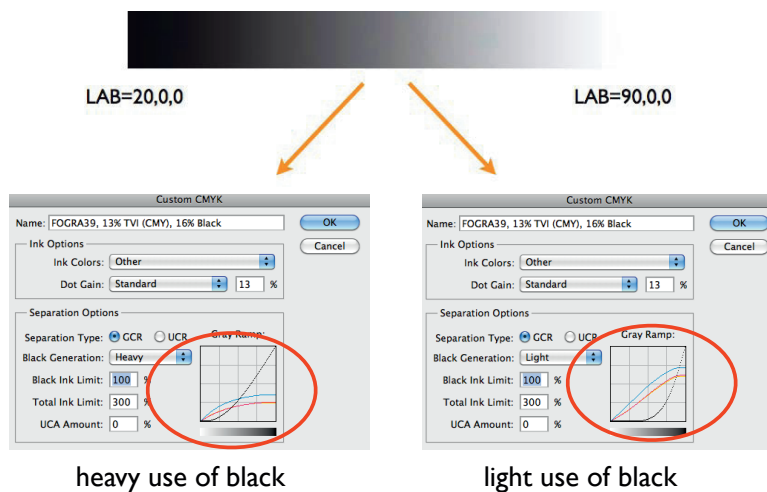 LAB=20,0,0
LAB=90,0,0
Custom CMYK
Name: FOGRA39, 13% TVI (CMY), 16% Black
OK
Cancel
Ink Options
Ink Colors: Other
Dot Gain: Standard 13 %
Separation Options
Separation Type: GCR UCR Gray Ramp:
Black Generation: Heavy
Black Ink Limit: 100 %
Total Ink Limit: 300 %
UCA Amount: 0 %
heavy use of black
Custom CMYK
Name: FOGRA39, 13% TVI (CMY), 16% Black
OK
Cancel
Ink Options
Ink Colors: Other
Dot Gain: Standard 13 %
Separation Options
Separation Type: GCR UCR Gray Ramp:
Black Generation: Light
Black Ink Limit: 100 %
Total Ink Limit: 300 %
UCA Amount: 0 %
light use of black